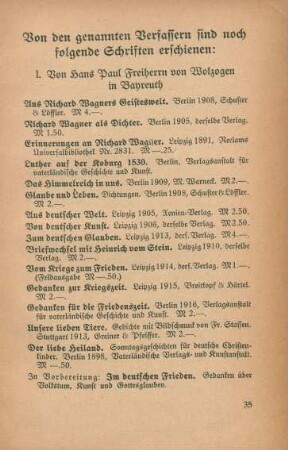 Von den genannten Verfassern sind noch
folgende Schriften erschienen:
I. Von Hans Paul Freiherrn von Wolzogen
in Bayreuth
Aus Richard Wagners Geisteswelt. Berlin 1908, Schuster
& Löffler. M 4.—.
Richard Wagner als Dichter. Berlin 1905, derselbe Verlag.
M 1.50.
Erinnerungen an Richard Wagner. Leipzig 1891, Reclams
Universalbibliothek Nr. 2831. M —.25.
Luther auf der Koburg 1530. Berlin, Verlagsanstalt für
vaterländische Geschichte und Kunst.
Das Himmelreich in uns. Berlin 1909, M. Warneck. M 2.—.
Glaube und Leben. Dichtungen. Berlin 1908, Schuster & Löffler.
M 2.—.
Aus deutscher Welt. Leipzig 1905, Xenien-Verlag. M 2.50.
Von deutscher Kunst. Leipzig 1906, derselbe Verlag. M 2.50.
Zum deutschen Glauben. Leipzig 1913, derf. Verlag. M 4.—.
Briefwechsel mit Heinrich vom Stein. Leipzig 1910, derselbe
Verlag. M 2.—.
Vom Kriege zum Frieden. Leipzig 1914, ders. Verlag. M 1.—.
(Feldausgabe M —.50.)
Gedanken zur Kriegszeit. Leipzig 1915, Breitkopf & Härtel.
M 2.—.
Gedanken für die Friedenszeit. Berlin 1916, Verlagsanstalt
für vaterländische Geschichte und Kunst. M 2.—.
Unsere lieben Tiere. Gedichte mit Bildschmuck von Fr. Stassen.
Stuttgart 1913, Greiner & Pfeiffer. M 2.—.
Der liebe Heiland. Sonntagsgeschichten für deutsche Christen-
kinder. Berlin 1898, Vaterländische Verlags- und Kunstanstalt.
M —.50.
In Vorbereitung: Im deutschen Frieden. Gedanken über
Volkstum, Kunst und Gottesglauben.
35